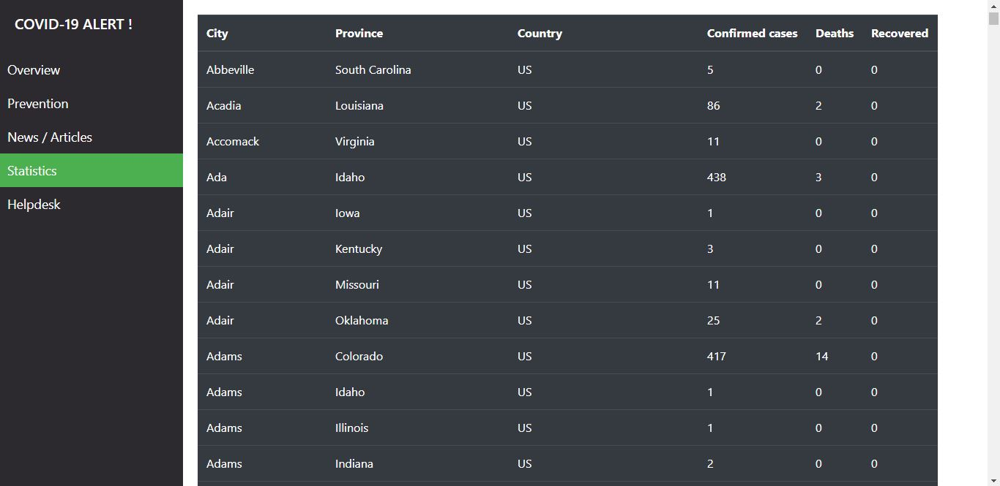 COVID-19 ALERT !
Overview
Prevention
News / Articles
Statistics
Helpdesk
City Province Country Confirmed cases Deaths Recovered
Abbeville South Carolina US 5 0 0
Acadia Louisiana US 86 2 0
Accomack Virginia US 11 0 0
Ada Idaho US 438 3 0
Adair Iowa US 1 0 0
Adair Kentucky US 3 0 0
Adair Missouri US 11 0 0
Adair Oklahoma US 25 2 0
Adams Colorado US 417 14 0
Adams Idaho US 1 0 0
Adams Illinois US 1 0 0
Adams Indiana US 2 0 0